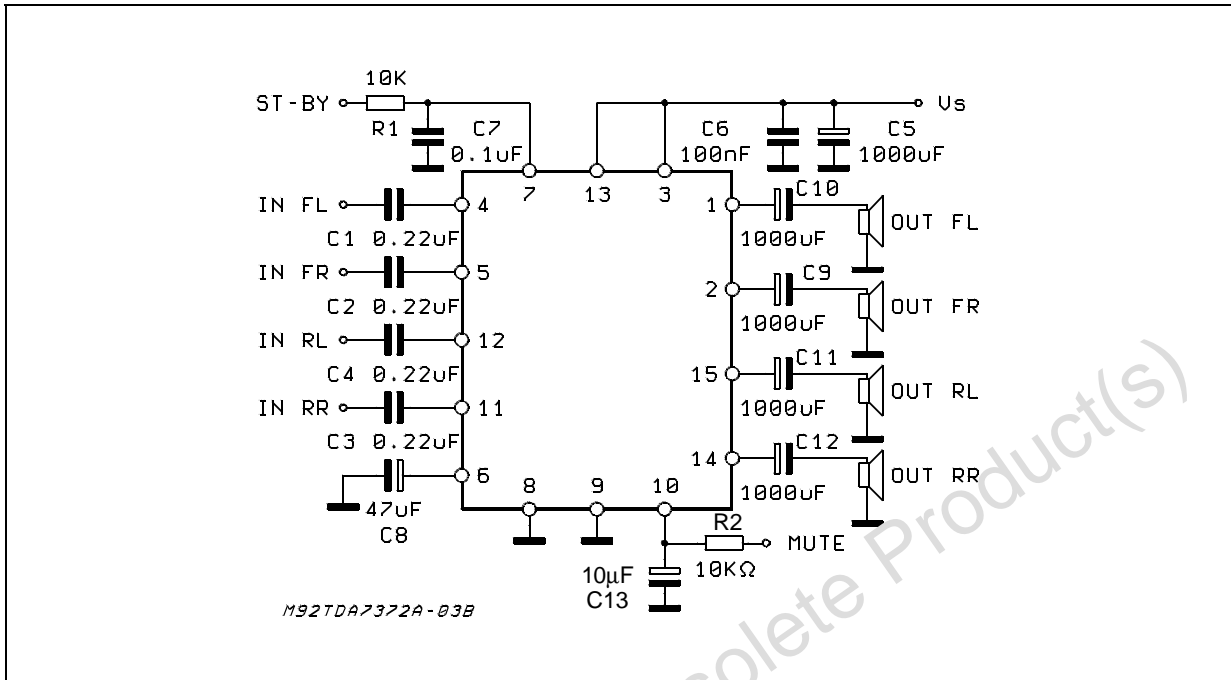 10K
ST-BY
R1
C7
0.1uF
C6
100nF
C5
1000uF
Vs
7
13
3
IN FL
C1 0.22uF
4
IN FR
C2 0.22uF
5
IN RL
C4 0.22uF
12
IN RR
C3 0.22uF
11
47uF
C8
6
8
9
10
1
C10
1000uF
OUT FL
2
C9
1000uF
OUT FR
15
C11
1000uF
OUT RL
14
C12
1000uF
OUT RR
R2
10KΩ
MUTE
10µF
C13
M92TDA7372A-03B
solete Product(s)